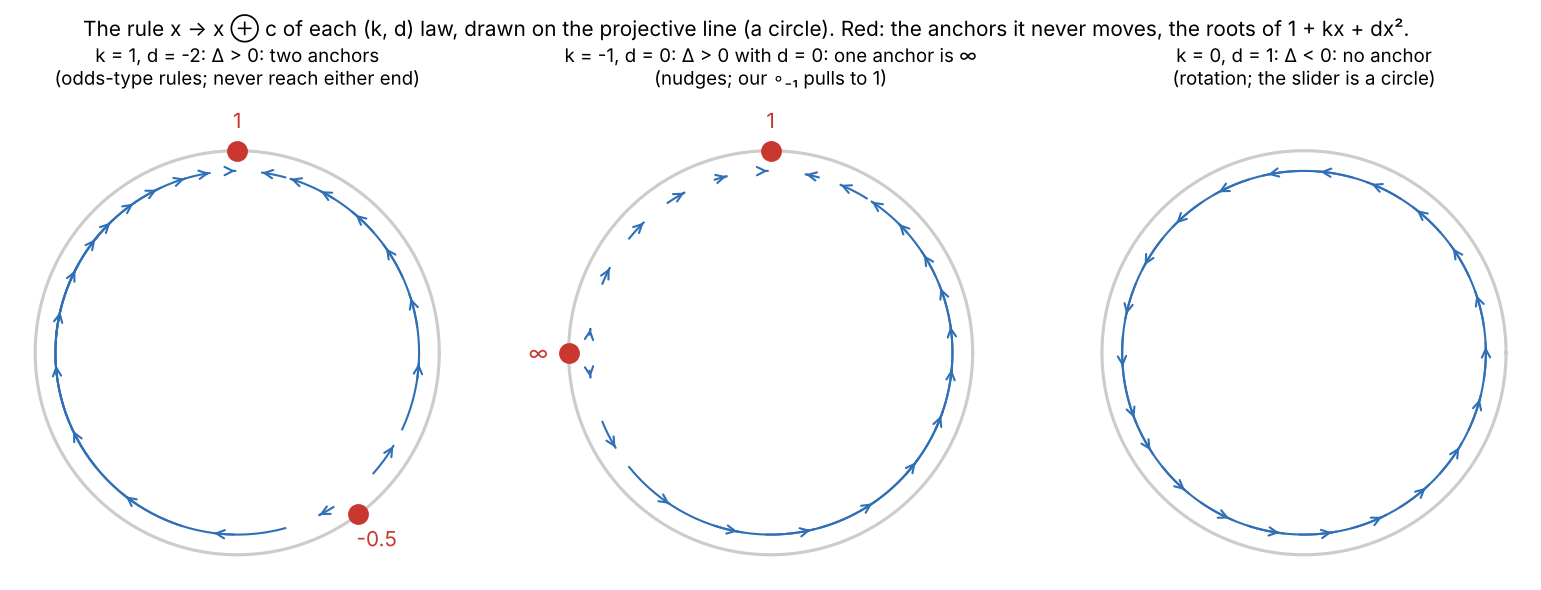 The rule x → x ⊕ c of each (k, d) law, drawn on the projective line (a circle). Red: the anchors it never moves, the roots of 1 + kx + dx².
k = 1, d = -2: Δ > 0: two anchors
(odds-type rules; never reach either end)
k = -1, d = 0: Δ > 0 with d = 0: one anchor is ∞
(nudges; our ∘₋₁ pulls to 1)
k = 0, d = 1: Δ < 0: no anchor
(rotation; the slider is a circle)
1
-0.5
1
∞